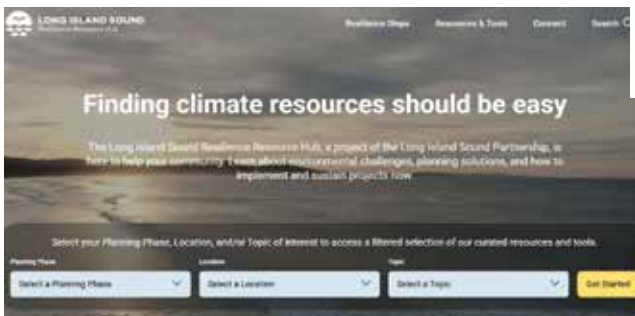 LONG ISLAND SOUND
Resilience Resource Hub
Resilience Steps Resources & Tools Connect Search
Finding climate resources should be easy
The Long Island Sound Resilience Resource Hub, a project of the Long Island Sound Partnership, is
here to help your community. Learn about environmental challenges, planning solutions, and how to
implement and sustain projects now
Select your Planning Phase, Location, and/or Topic of interest to access a filtered selection of our curated resources and tools.
Planning Phase Location Topic
Select a Planning Phase Select a Location Select a Topic Get Started